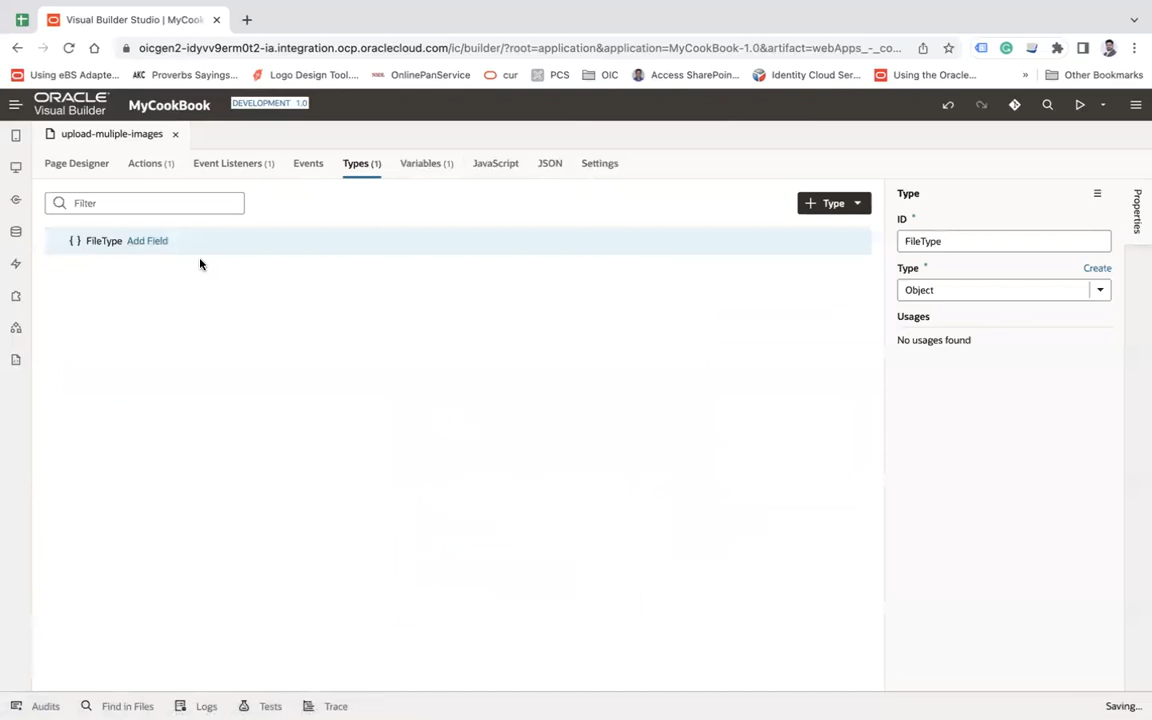 Visual Builder Studio | MyCook
oicgen2-idyvv9erm0t2-ia.integration.ocp.oraclecloud.com/ic/builder/?root=application&application=MyCookBook-1.0&artifact=webApps_-_co...
Using eBS Adapte...
AKC Proverbs Sayings...
Logo Design Tool....
OnlinePanService
cur
PCS
OIC
Access SharePoin...
Identity Cloud Ser...
Using the Oracle...
»
Other Bookmarks
ORACLE
Visual Builder
MyCookBook
DEVELOPMENT 1.0
upload-muliple-images
Page Designer
Actions (1)
Event Listeners (1)
Events
Types (1)
Variables (1)
JavaScript
JSON
Settings
Filter
+ Type
{ } FileType Add Field
Type
ID *
FileType
Type *
Create
Object
Usages
No usages found
Properties
Audits
Find in Files
Logs
Tests
Trace
Saving...